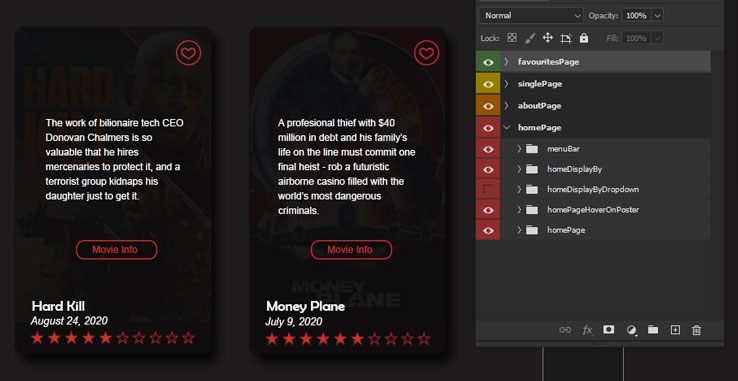 The work of bilionaire tech CEO
Donovan Chalmers is so
valuable that he hires
mercenaries to protect it, and a
terrorist group kidnaps his
daughter just to get it.
Movie Info
HARD
Hard Kill
August 24, 2020
A profesional thief with $40
million in debt and his family's
life on the line must commit one
final heist - rob a futuristic
airborne casino filled with the
world's most dangerous
criminals.
Movie Info
MONEY
PLANE
Money Plane
July 9, 2020
Normal
Opacity: 100%
Lock:
Fill: 100%
favouritesPage
singlePage
aboutPage
homePage
menuBar
homeDisplayBy
homeDisplayByDropdown
homePageHoverOnPoster
homePage
fx